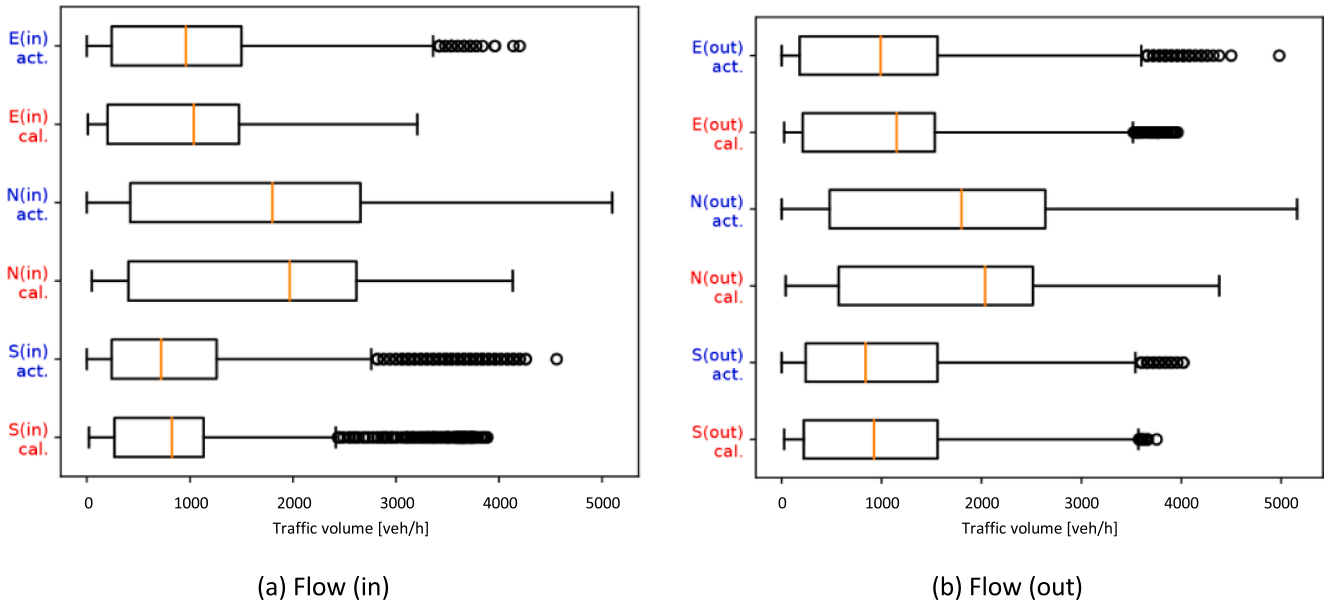 E(in)
act.
E(in)
cal.
N(in)
act.
N(in)
cal.
S(in)
act.
S(in)
cal.
0 1000 2000 3000 4000 5000
Traffic volume [veh/h]
(a) Flow (in)
E(out)
act.
E(out)
cal.
N(out)
act.
N(out)
cal.
S(out)
act.
S(out)
cal.
0 1000 2000 3000 4000 5000
Traffic volume [veh/h]
(b) Flow (out)